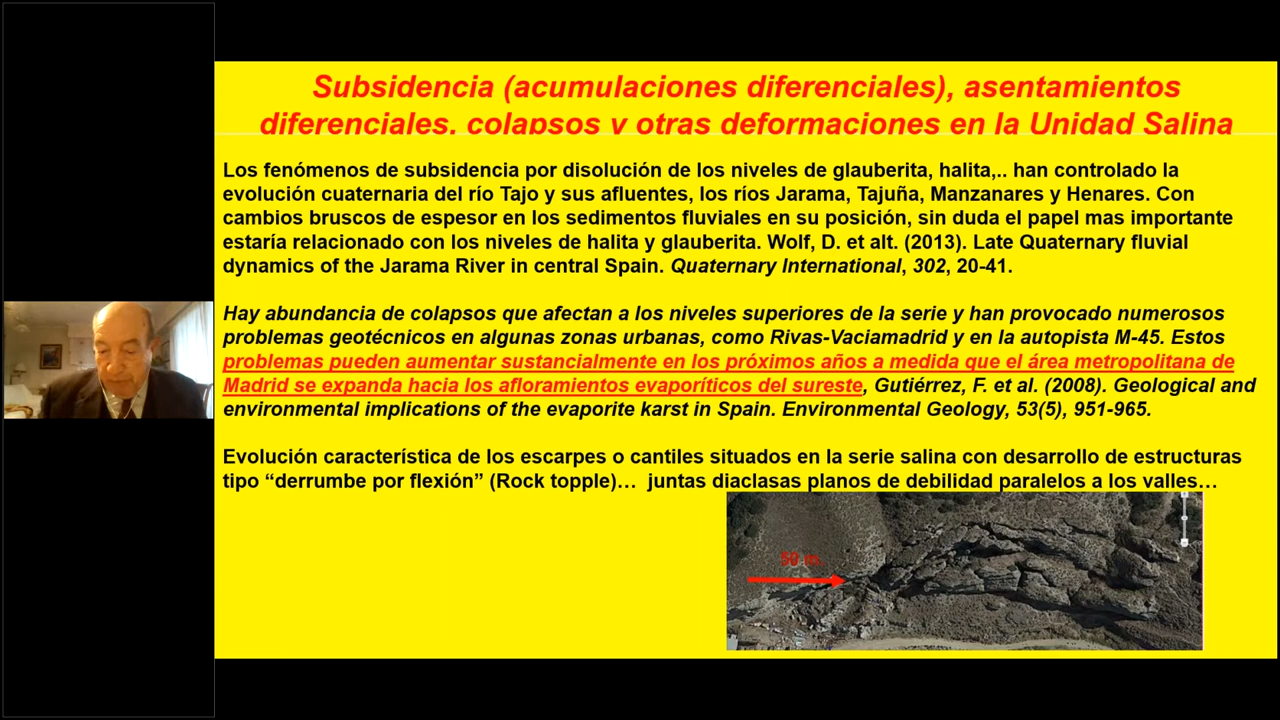 Subsidencia (acumulaciones diferenciales), asentamientos
diferenciales, colapsos y otras deformaciones en la Unidad Salina
Los fenómenos de subsidencia por disolución de los niveles de glauberita, halita,.. han controlado la
evolución cuaternaria del río Tajo y sus afluentes, los ríos Jarama, Tajuña, Manzanares y Henares. Con
cambios bruscos de espesor en los sedimentos fluviales en su posición, sin duda el papel mas importante
estaría relacionado con los niveles de halita y glauberita. Wolf, D. et alt. (2013). Late Quaternary fluvial
dynamics of the Jarama River in central Spain. Quaternary International, 302, 20-41.
Hay abundancia de colapsos que afectan a los niveles superiores de la serie y han provocado numerosos
problemas geotécnicos en algunas zonas urbanas, como Rivas-Vaciamadrid y en la autopista M-45. Estos
problemas pueden aumentar sustancialmente en los próximos años a medida que el área metropolitana de
Madrid se expanda hacia los afloramientos evaporíticos del sureste, Gutiérrez, F. et al. (2008). Geological and
environmental implications of the evaporite karst in Spain. Environmental Geology, 53(5), 951-965.
Evolución característica de los escarpes o cantiles situados en la serie salina con desarrollo de estructuras
tipo “derrumbe por flexión” (Rock topple)… juntas diaclasas planos de debilidad paralelos a los valles…
50 m.